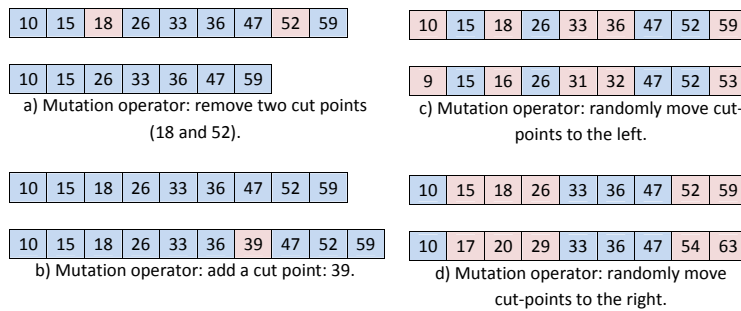 10 15 18 26 33 36 47 52 59
10 15 26 33 36 47 59
a) Mutation operator: remove two cut points
(18 and 52).
10 15 18 26 33 36 47 52 59
10 15 18 26 33 36 39 47 52 59
b) Mutation operator: add a cut point: 39.
10 15 18 26 33 36 47 52 59
9 15 16 26 31 32 47 52 53
c) Mutation operator: randomly move cut-
points to the left.
10 15 18 26 33 36 47 52 59
10 17 20 29 33 36 47 54 63
d) Mutation operator: randomly move
cut-points to the right.